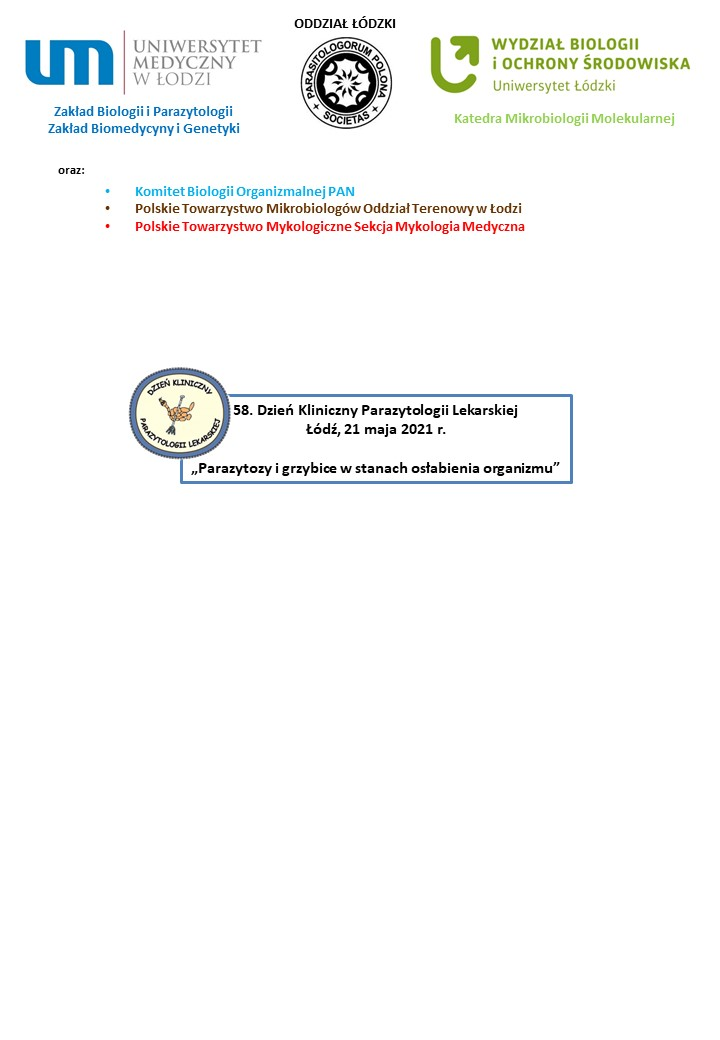 ODDZIAŁ ŁÓDZKI
um
UNIWERSYTET
MEDYCZNY
W ŁODZI
Zakład Biologii i Parazytologii
Zakład Biomedycyny i Genetyki
PARASITOLOGORUM POLONA
SOCIETAS
WYDZIAŁ BIOLOGII
i OCHRONY ŚRODOWISKA
Uniwersytet Łódzki
Katedra Mikrobiologii Molekularnej
oraz:
• Komitet Biologii Organizmalnej PAN
• Polskie Towarzystwo Mikrobiologów Oddział Terenowy w Łodzi
• Polskie Towarzystwo Mykologiczne Sekcja Mykologia Medyczna
DZIEŃ KLINICZNY
PARAZYTOLOGII LEKARSKIEJ
58. Dzień Kliniczny Parazytologii Lekarskiej
Łódź, 21 maja 2021 r.
„Parazytozy i grzybice w stanach osłabienia organizmu”